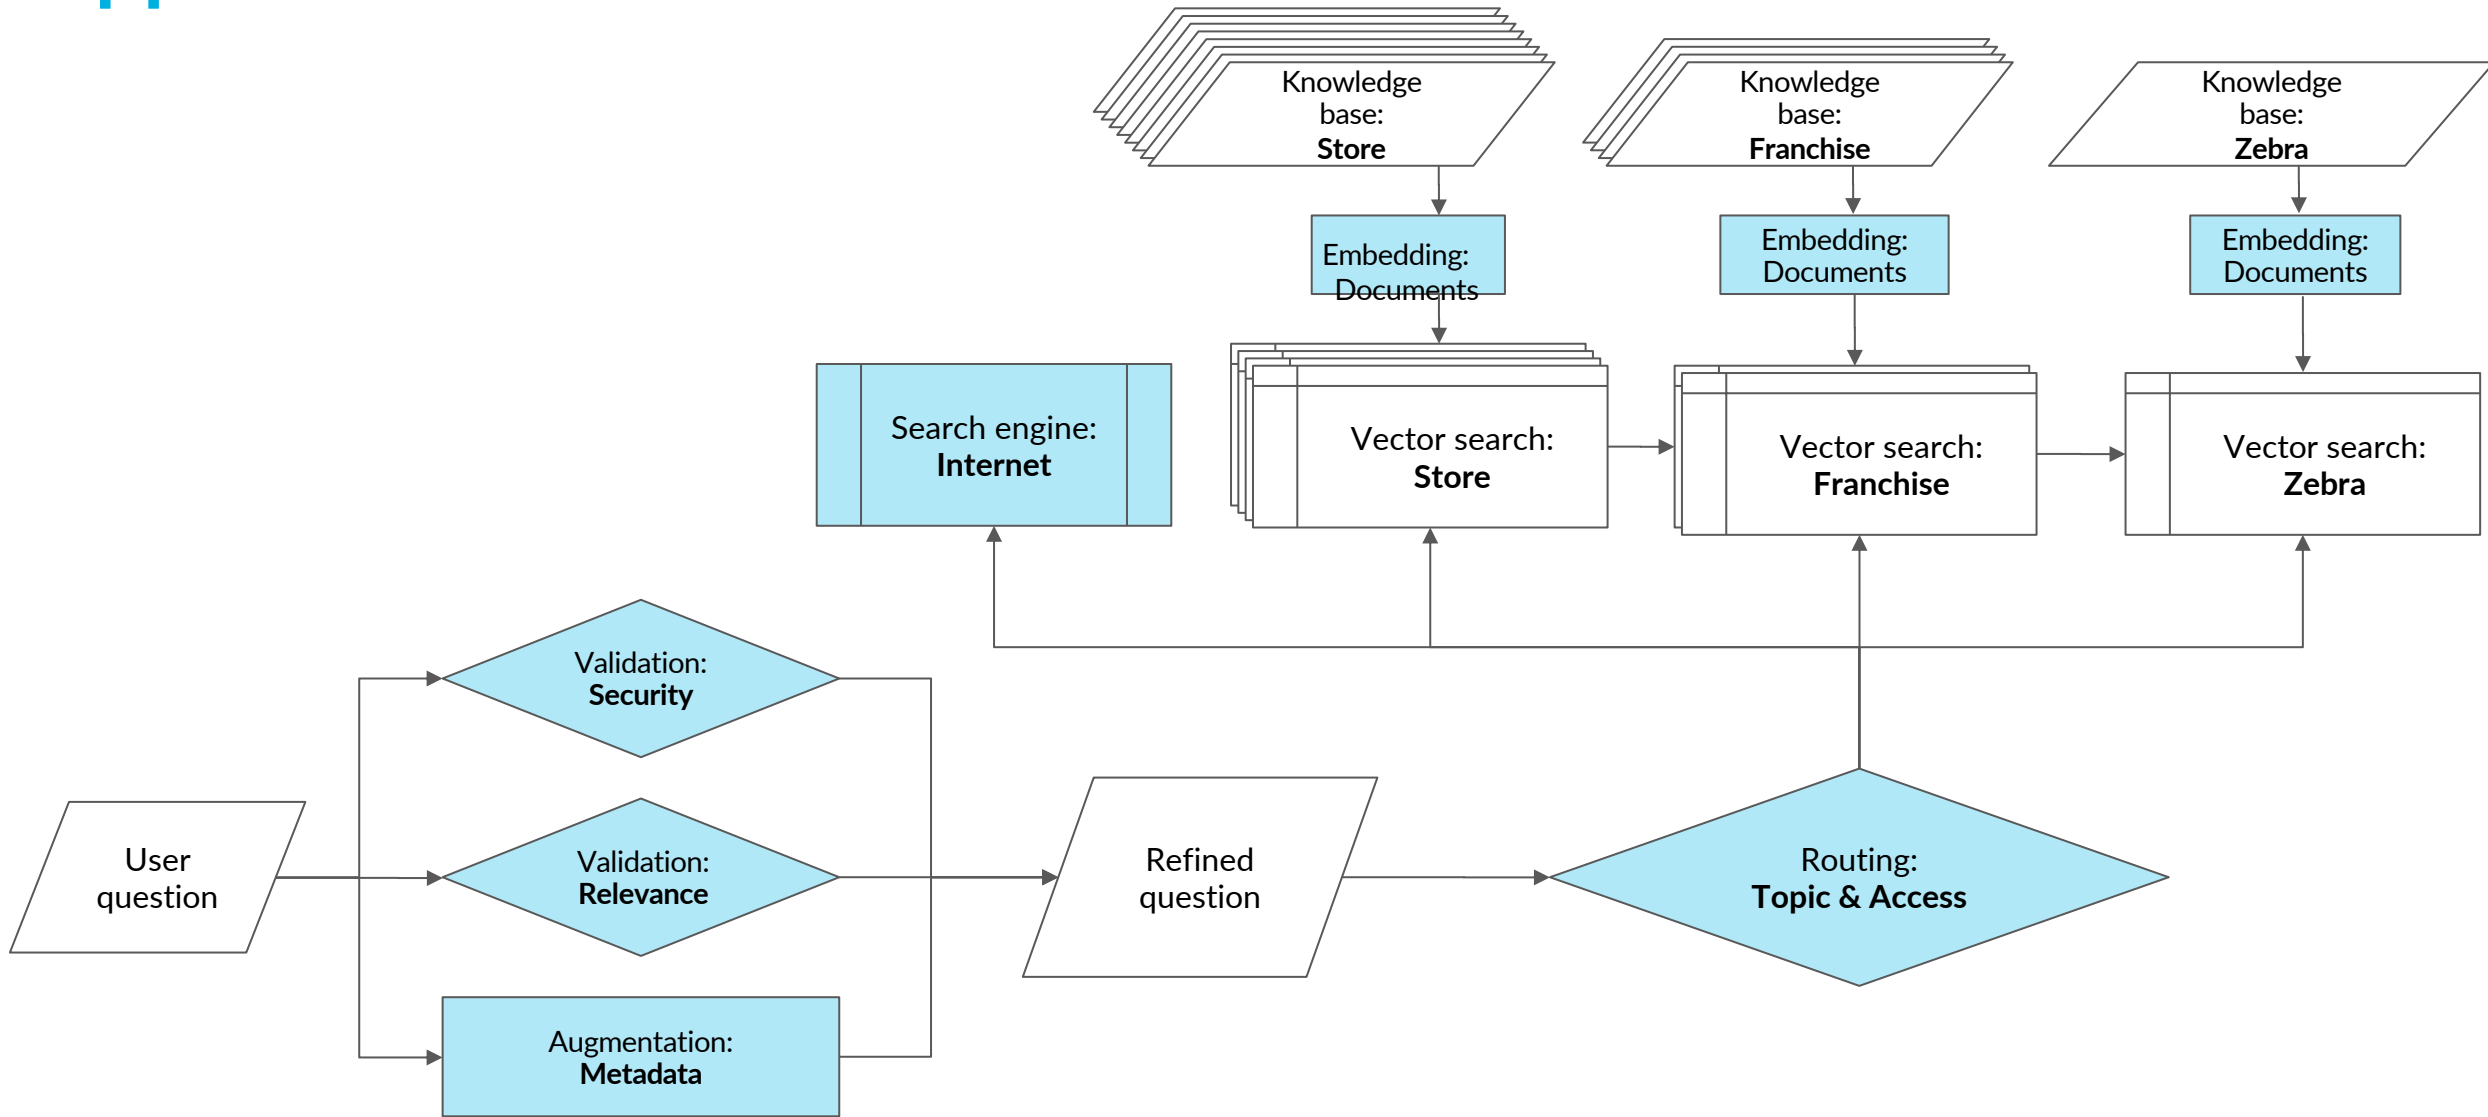 Knowledge
base:
Store
Knowledge
base:
Franchise
Knowledge
base:
Zebra
Embedding:
Documents
Embedding:
Documents
Embedding:
Documents
Search engine:
Internet
Vector search:
Store
Vector search:
Franchise
Vector search:
Zebra
Validation:
Security
User
question
Validation:
Relevance
Refined
question
Routing:
Topic & Access
Augmentation:
Metadata